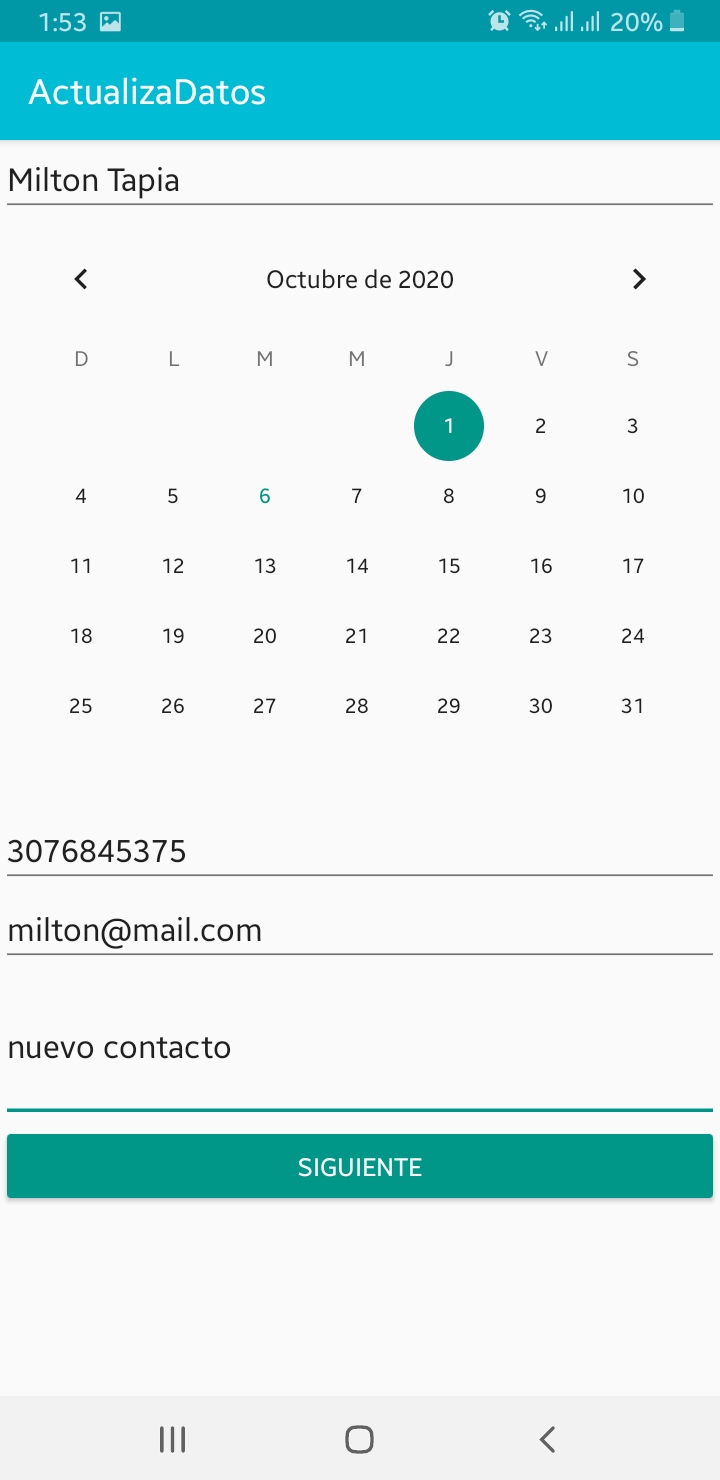 1:53 20%
ActualizaDatos
Milton Tapia
Octubre de 2020
D L M M J V S
1 2 3
4 5 6 7 8 9 10
11 12 13 14 15 16 17
18 19 20 21 22 23 24
25 26 27 28 29 30 31
3076845375
milton@mail.com
nuevo contacto
SIGUIENTE